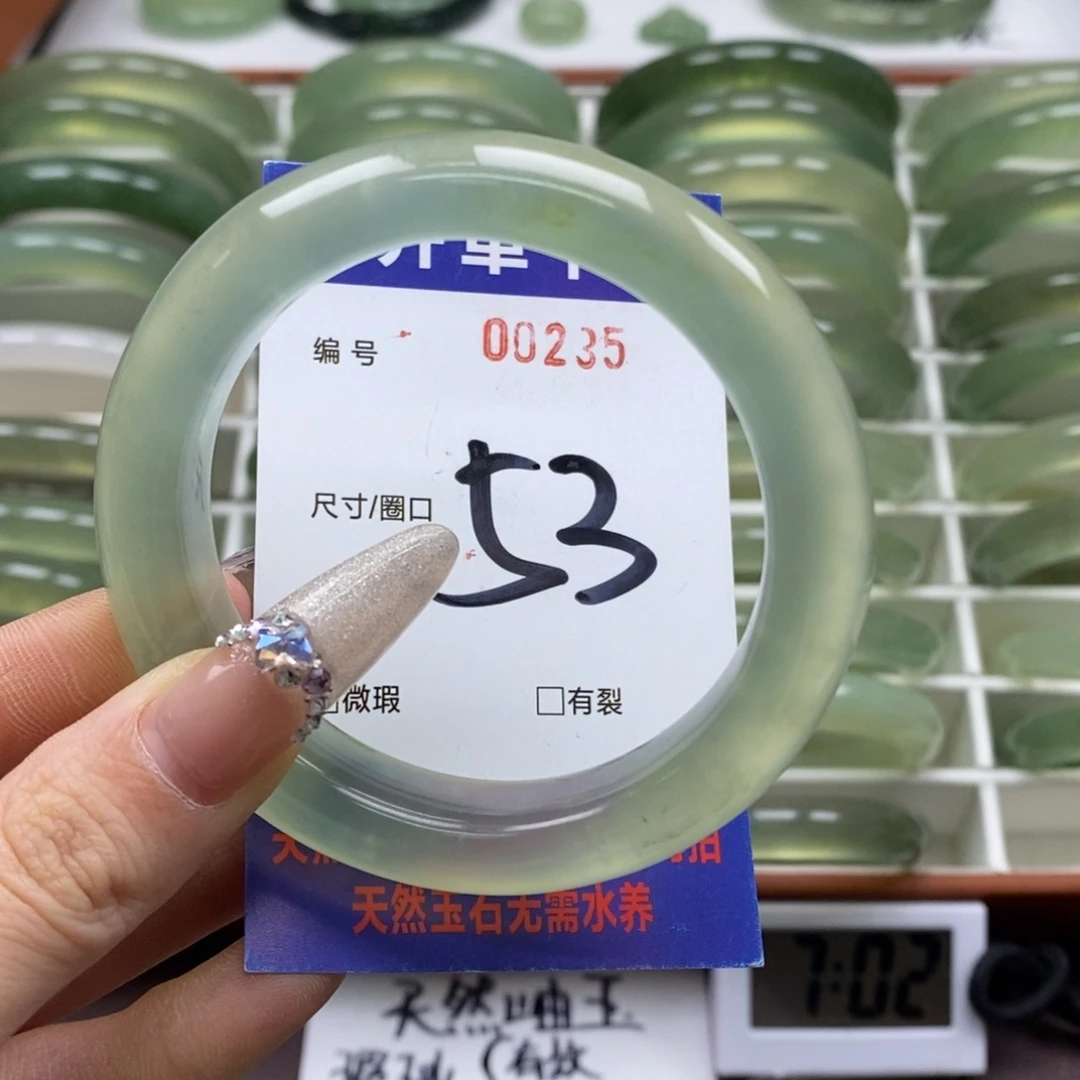 编号 00235
尺寸/圈口 53
微瑕 □有裂
天然玉石无需水养
7:02
天然岫玉